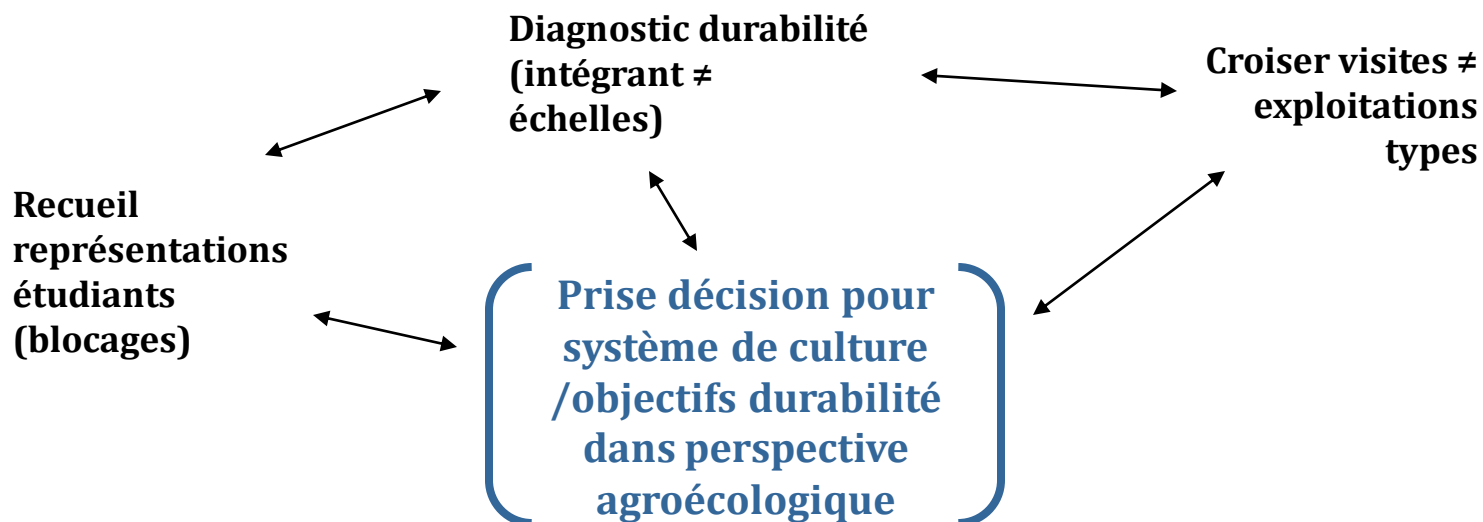 Diagnostic durabilité
(intégrant ≠
échelles)
Croiser visites ≠
exploitations
types
Recueil
représentations
étudiants
(blocages)
Prise décision pour
système de culture
/objectifs durabilité
dans perspective
agroécologique